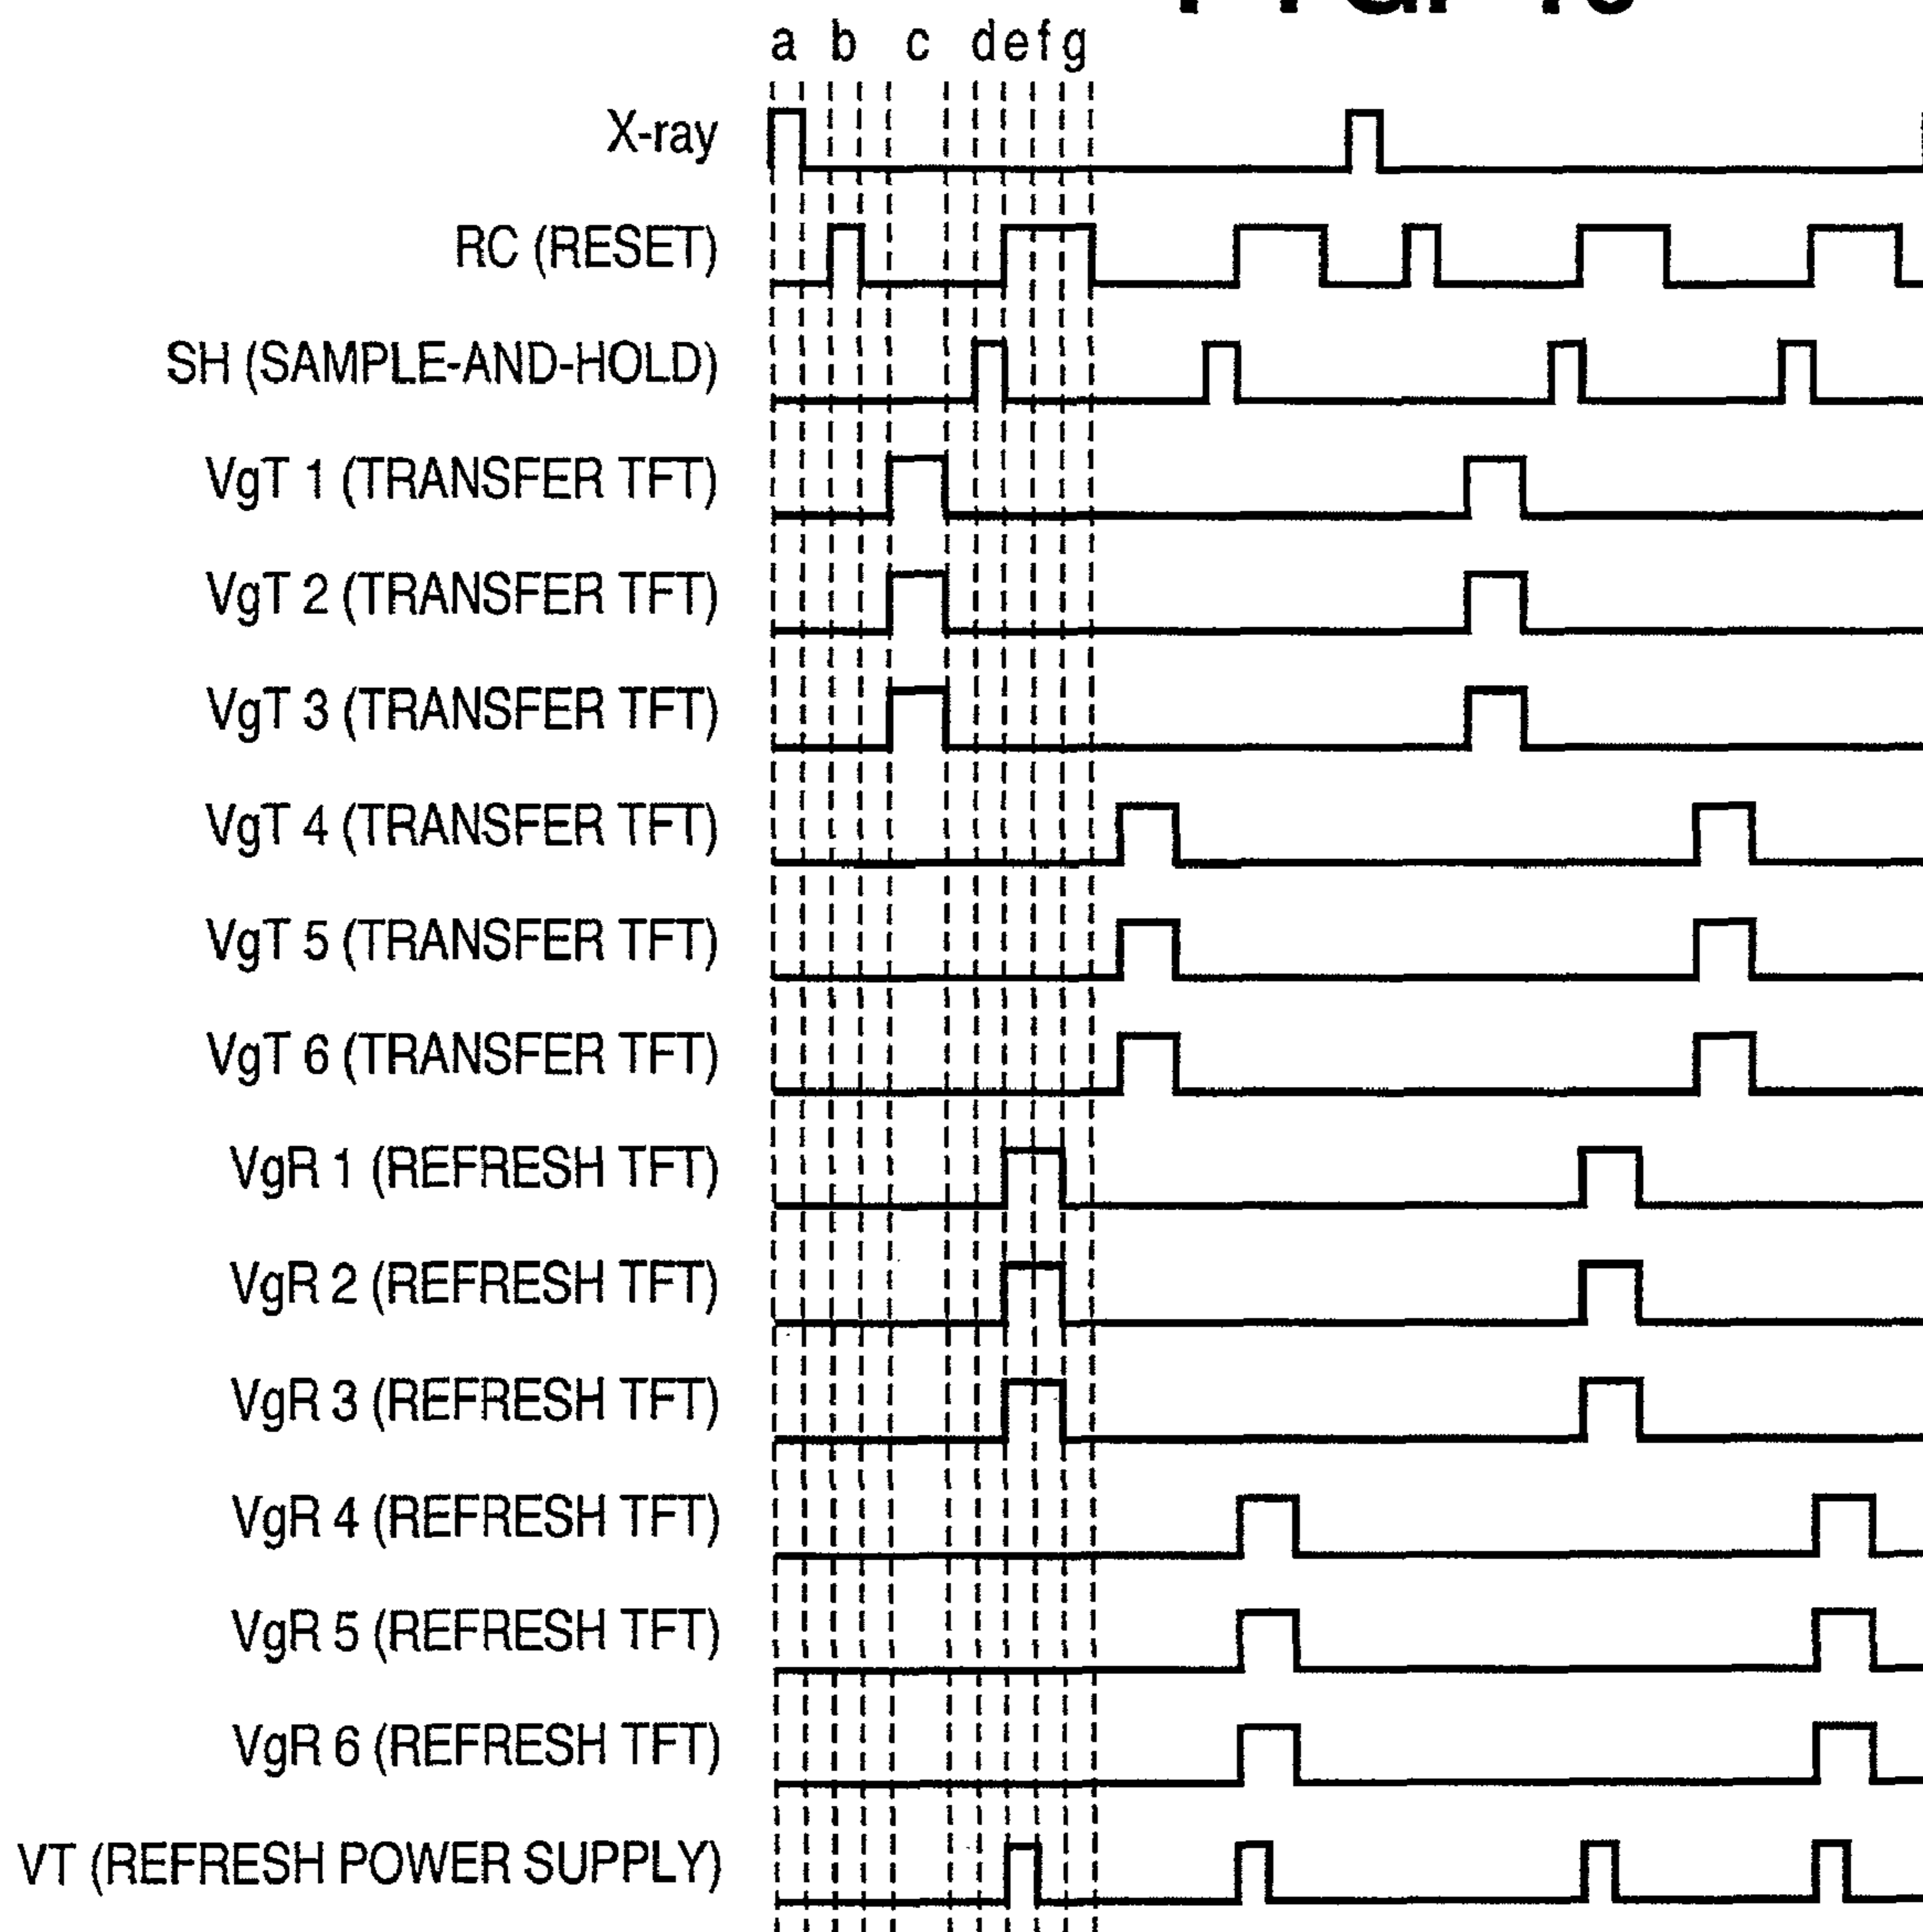 a b c d e f g
X-ray
RC (RESET)
SH (SAMPLE-AND-HOLD)
VgT 1 (TRANSFER TFT)
VgT 2 (TRANSFER TFT)
VgT 3 (TRANSFER TFT)
VgT 4 (TRANSFER TFT)
VgT 5 (TRANSFER TFT)
VgT 6 (TRANSFER TFT)
VgR 1 (REFRESH TFT)
VgR 2 (REFRESH TFT)
VgR 3 (REFRESH TFT)
VgR 4 (REFRESH TFT)
VgR 5 (REFRESH TFT)
VgR 6 (REFRESH TFT)
VT (REFRESH POWER SUPPLY)